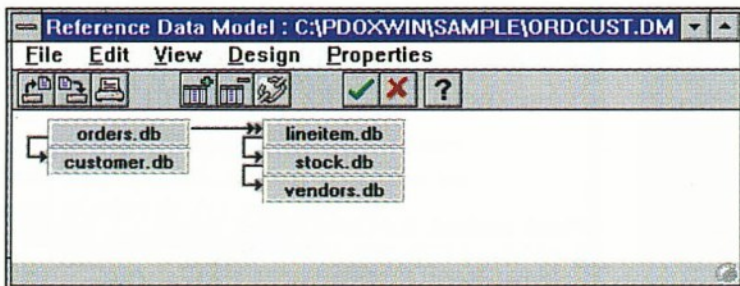 Reference Data Model : C:\PDOXWIN\SAMPLE\ORDCUST.DM
File Edit View Design Properties
?
orders.db lineitem.db
customer.db stock.db
vendors.db